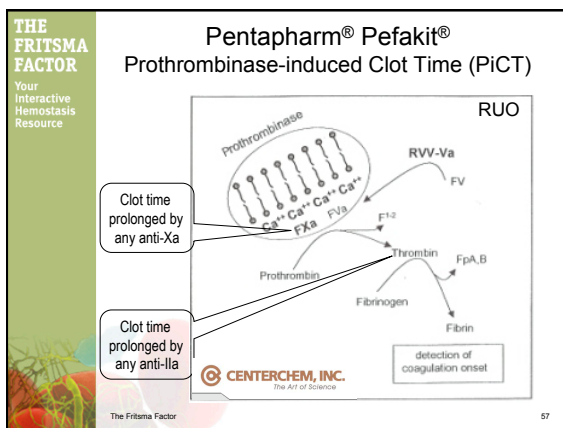 THE
FRITSMA
FACTOR
Your
Interactive
Hemostasis
Resource
Pentapharm® Pefakit®
Prothrombinase-induced Clot Time (PiCT)
RUO
Prothrombinase
RVV-Va
FV
Ca++ Ca++ Ca++ Ca++
FXa FVa
F1-2
Clot time
prolonged by
any anti-Xa
Prothrombin
Thrombin
FpA,B
Fibrinogen
Fibrin
Clot time
prolonged by
any anti-IIa
detection of
coagulation onset
CENTERCHEM, INC.
The Art of Science
The Fritsma Factor
57